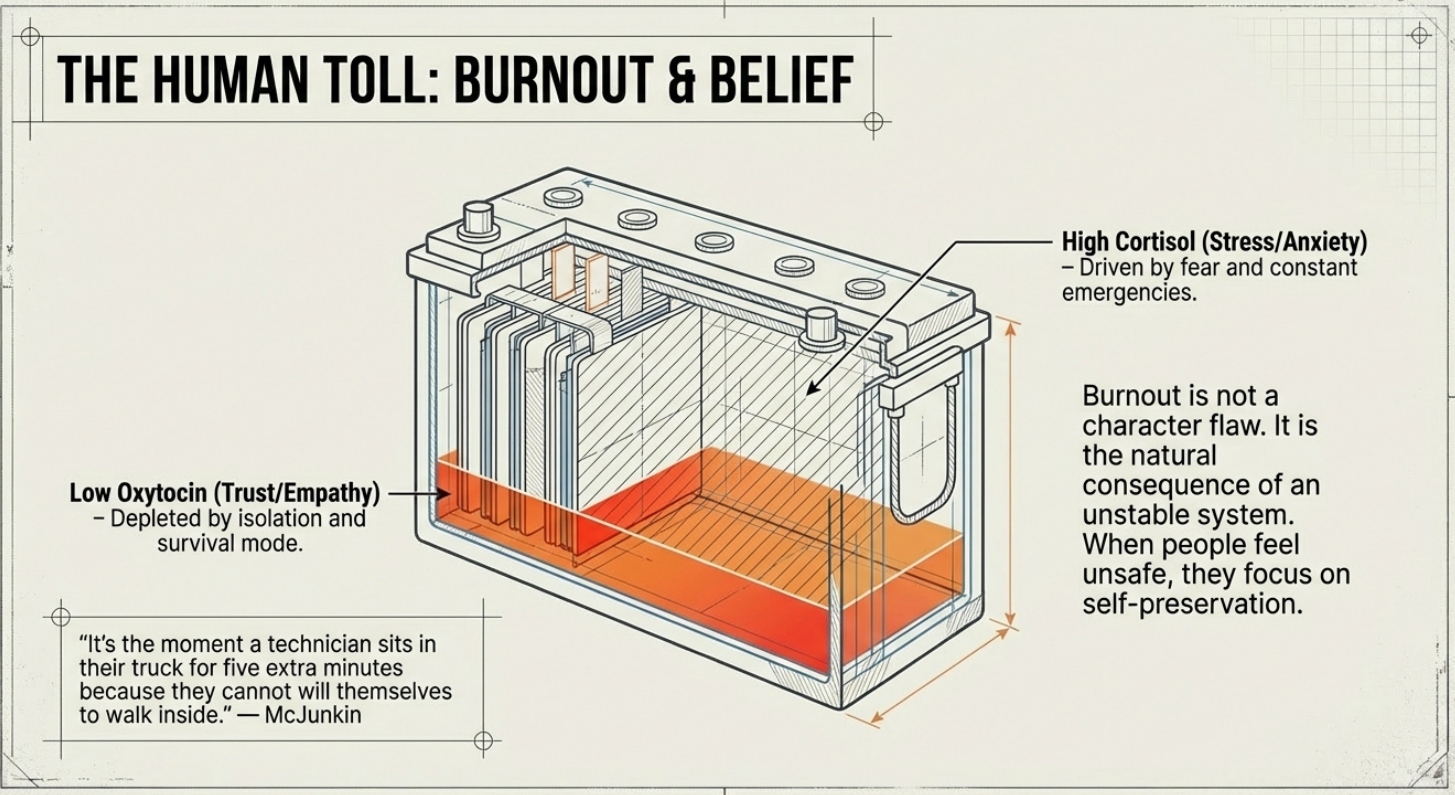 THE HUMAN TOLL: BURNOUT & BELIEF
High Cortisol (Stress/Anxiety)
– Driven by fear and constant
emergencies.
Burnout is not a
character flaw. It is
the natural
consequence of an
unstable system.
When people feel
unsafe, they focus on
self-preservation.
Low Oxytocin (Trust/Empathy)
– Depleted by isolation and
survival mode.
“It’s the moment a technician sits in
their truck for five extra minutes
because they cannot will themselves
to walk inside.” — McJunkin